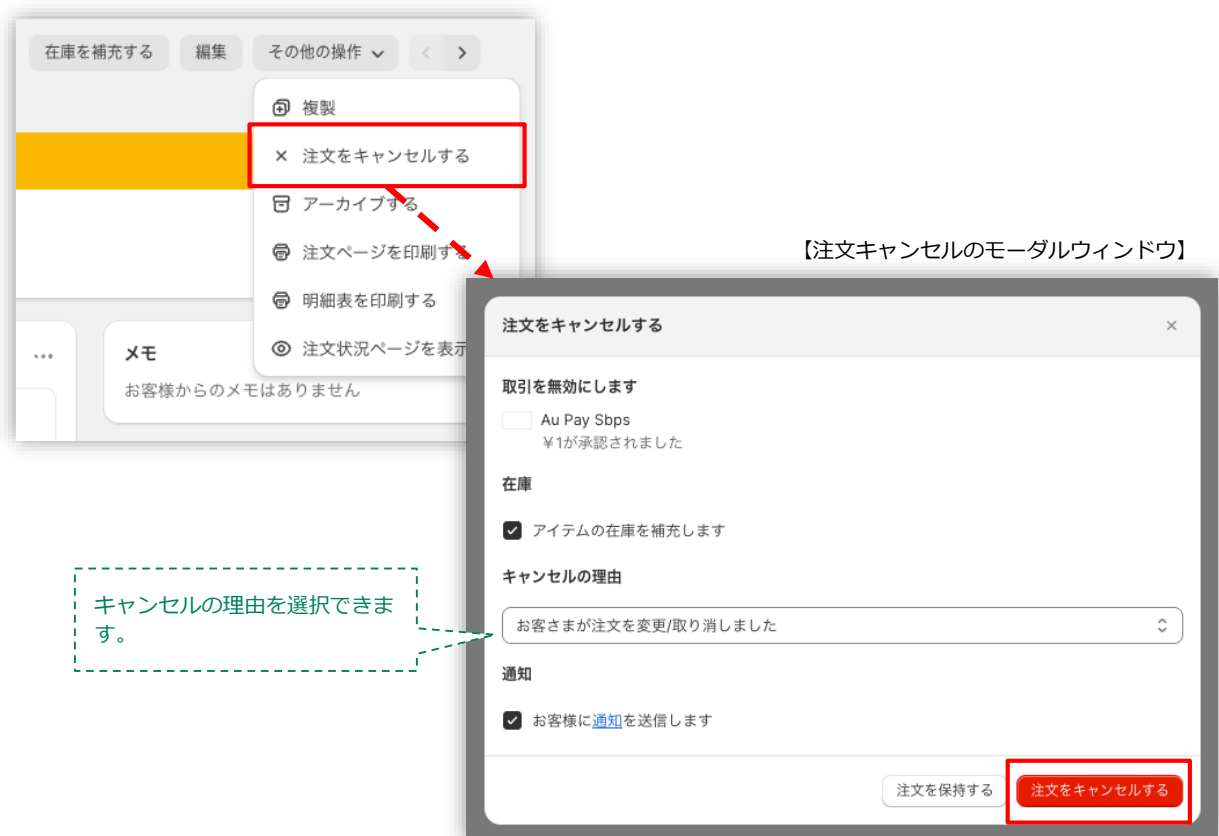 在庫を補充する 編集 その他の操作
複製
注文をキャンセルする
アーカイブする
注文ページを印刷する
明細表を印刷する
注文状況ページを表示
メモ
お客様からのメモはありません
【注文キャンセルのモーダルウィンドウ】
注文をキャンセルする
取引を無効にします
Au Pay Sbps
¥1が承認されました
在庫
アイテムの在庫を補充します
キャンセルの理由
お客さまが注文を変更/取り消しました
キャンセルの理由を選択できま
す。
通知
お客様に通知を送信します
注文を保持する 注文をキャンセルする